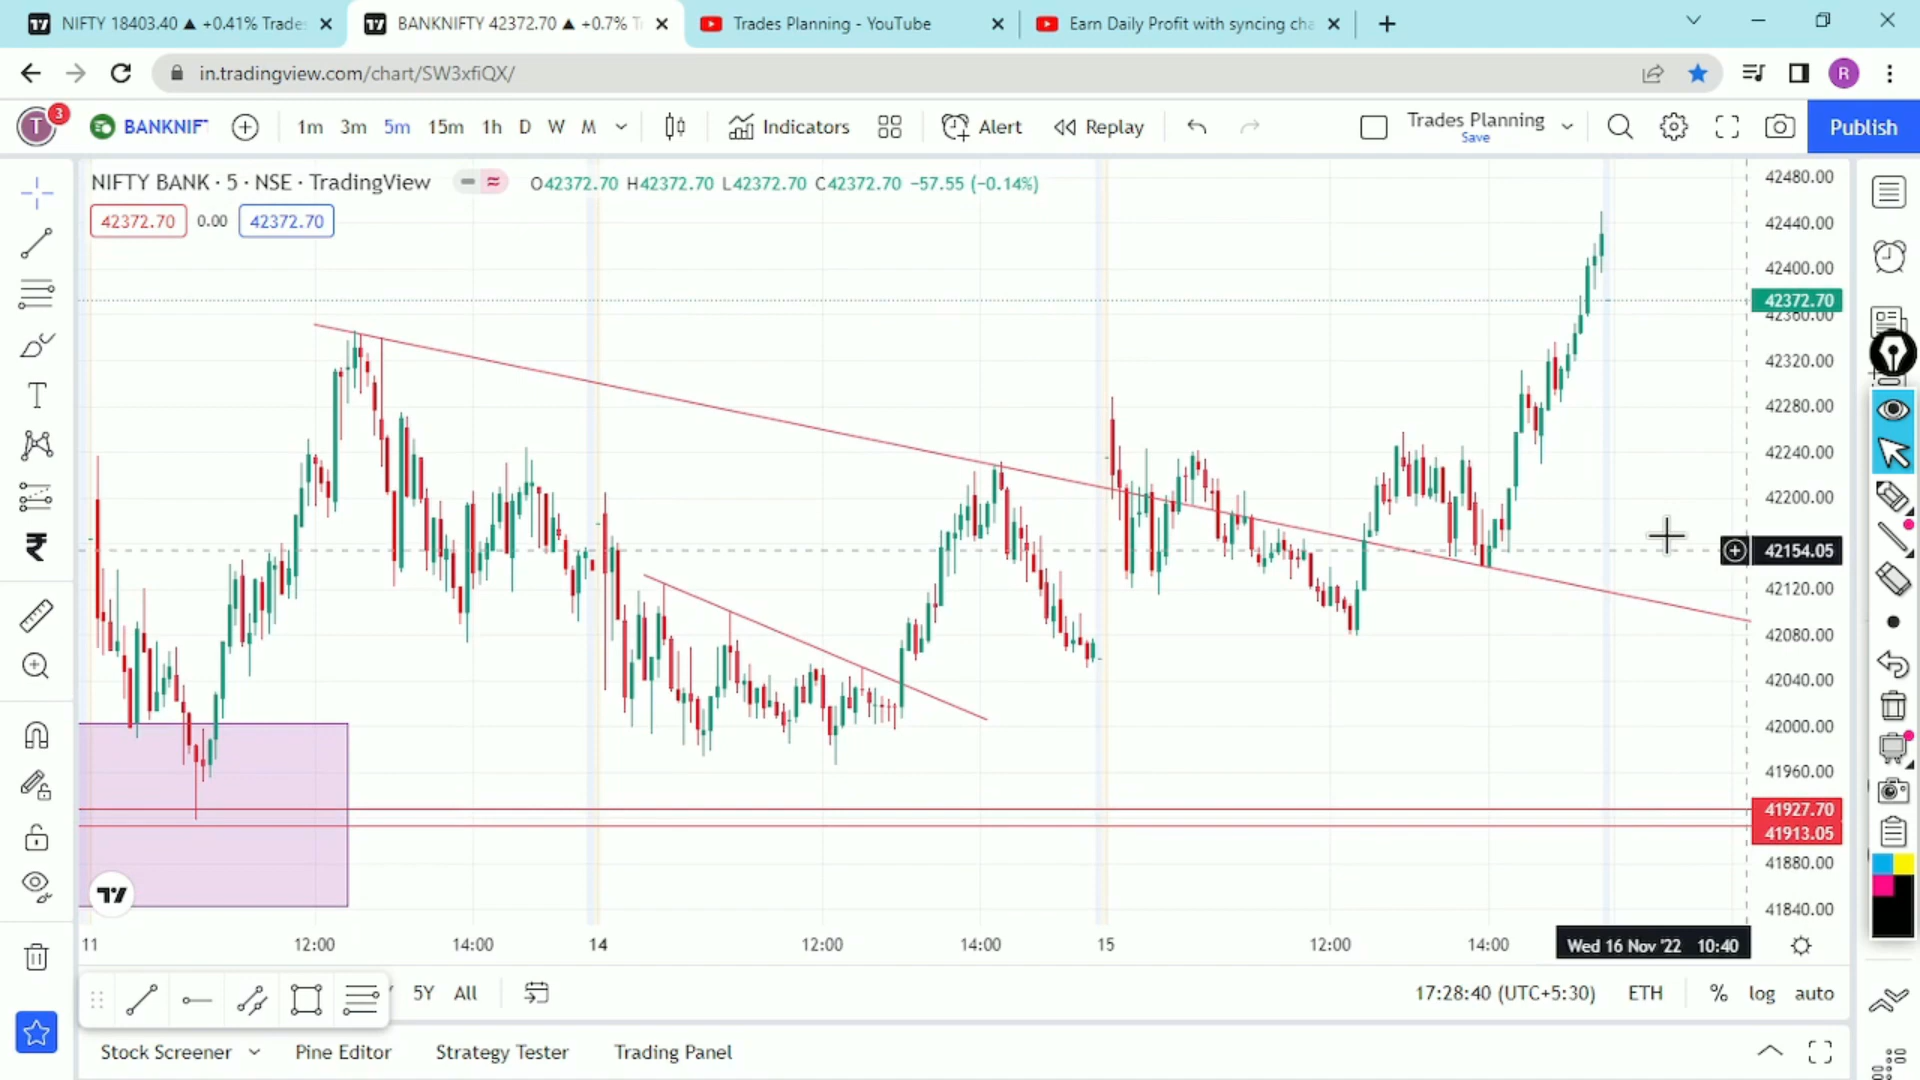 NIFTY 18403.40 ▲ +0.41% Trade
BANKNIFTY 42372.70 ▲ +0.7% T
Trades Planning - YouTube
Earn Daily Profit with syncing cha
in.tradingview.com/chart/SW3xfiQX/
R
T
3
BANKNIF
1m 3m 5m 15m 1h D W M
Indicators
Alert
Replay
Trades Planning
Save
Publish
NIFTY BANK · 5 · NSE · TradingView
O42372.70 H42372.70 L42372.70 C42372.70 −57.55 (−0.14%)
42372.70 0.00 42372.70
42480.00
42440.00
42400.00
42372.70
42360.00
42320.00
42280.00
42240.00
42200.00
42154.05
42120.00
42080.00
42040.00
42000.00
41960.00
41927.70
41913.05
41880.00
41840.00
11 12:00 14:00 14 12:00 14:00 15 12:00 14:00 Wed 16 Nov '22 10:40
5Y All
17:28:40 (UTC+5:30) ETH % log auto
Stock Screener Pine Editor Strategy Tester Trading Panel